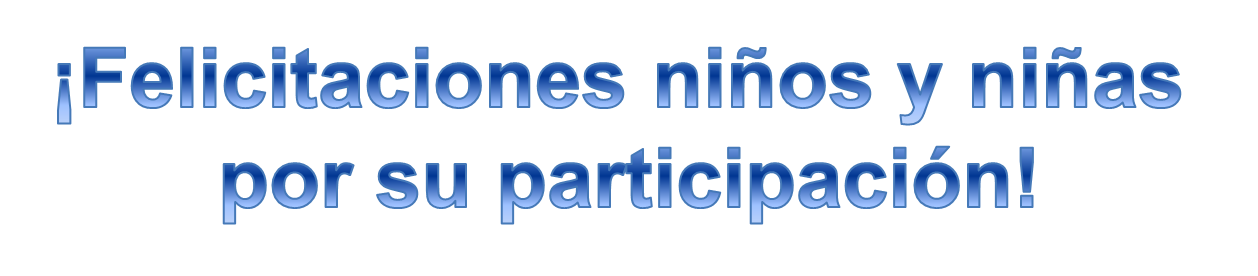 ¡Felicitaciones niños y niñas
por su participación!